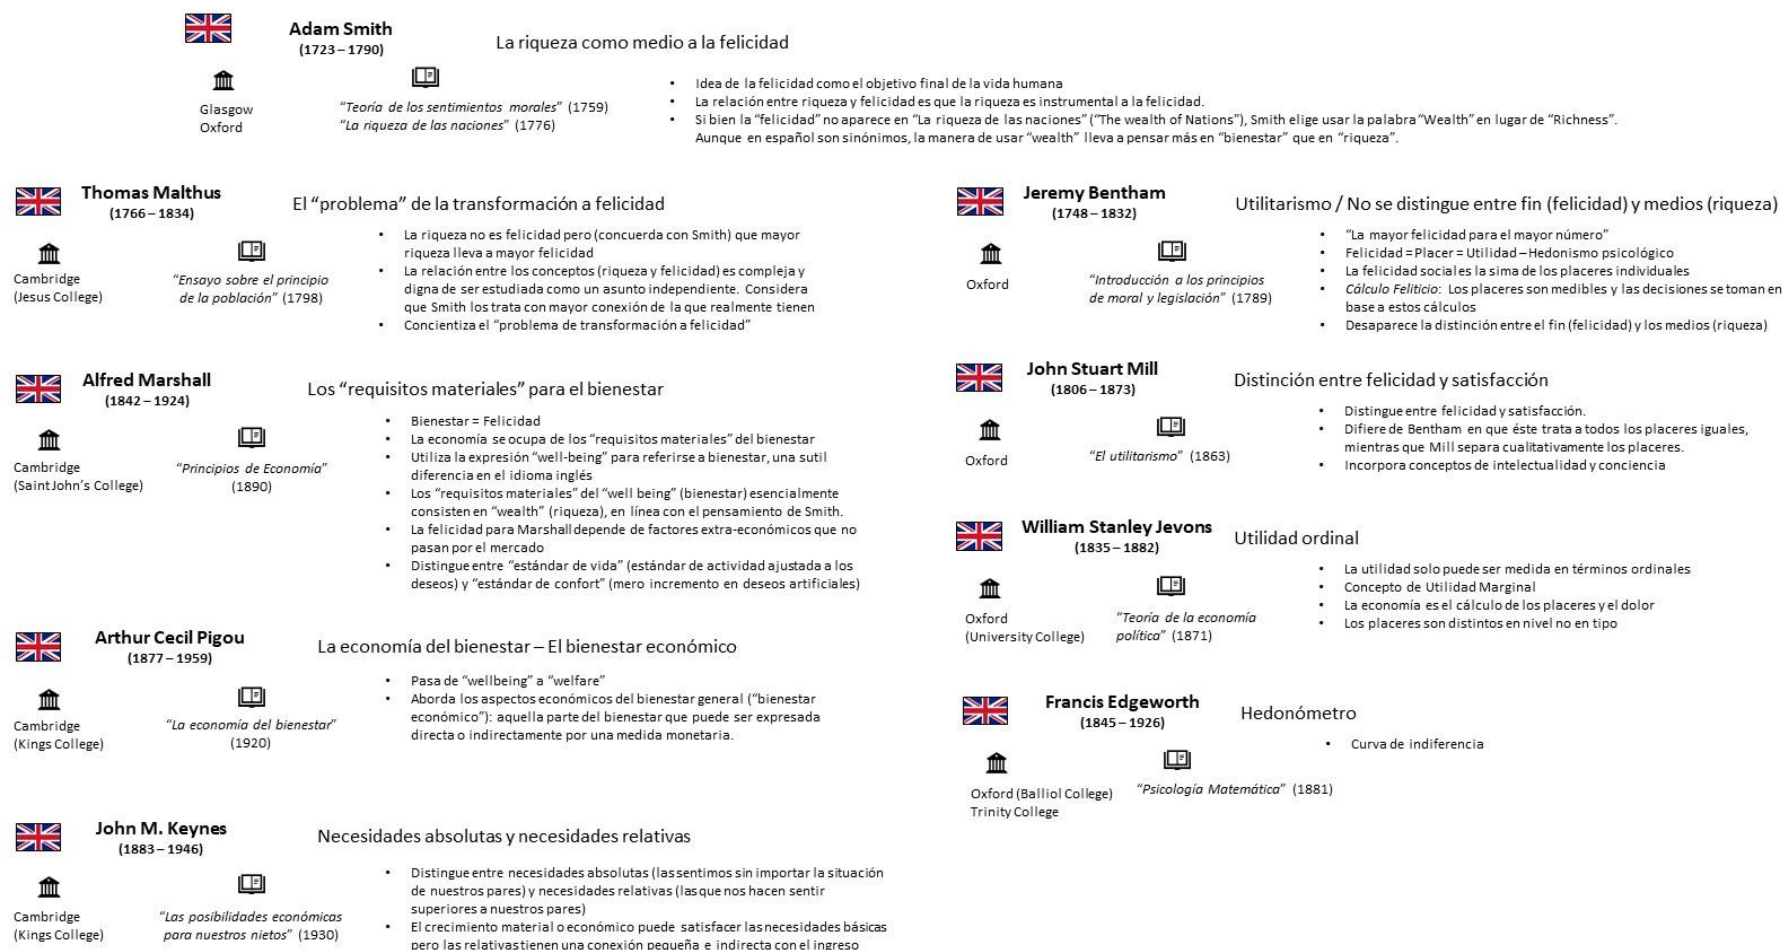 Adam Smith
(1723 – 1790)
La riqueza como medio a la felicidad
Glasgow
Oxford
“Teoría de los sentimientos morales” (1759)
“La riqueza de las naciones” (1776)
• Idea de la felicidad como el objetivo final de la vida humana
• La relación entre riqueza y felicidad es que la riqueza es instrumental a la felicidad.
• Si bien la “felicidad” no aparece en “La riqueza de las naciones” (“The wealth of Nations”), Smith elige usar la palabra “Wealth” en lugar de “Richness”.
Aunque en español son sinónimos, la manera de usar “wealth” lleva a pensar más en “bienestar” que en “riqueza”.
Thomas Malthus
(1766 – 1834)
El “problema” de la transformación a felicidad
Cambridge
(Jesus College)
“Ensayo sobre el principio
de la población” (1798)
• La riqueza no es felicidad pero (concuerda con Smith) que mayor
riqueza lleva a mayor felicidad
• La relación entre los conceptos (riqueza y felicidad) es compleja y
digna de ser estudiada como un asunto independiente. Considera
que Smith los trata con mayor conexión de la que realmente tienen
• Concientiza el “problema de transformación a felicidad”
Alfred Marshall
(1842 – 1924)
Los “requisitos materiales” para el bienestar
Cambridge
(Saint John’s College)
“Principios de Economía”
(1890)
• Bienestar = Felicidad
• La economía se ocupa de los “requisitos materiales” del bienestar
• Utiliza la expresión “well-being” para referirse a bienestar, una sutil
diferencia en el idioma inglés
• Los “requisitos materiales” del “well being” (bienestar) esencialmente
consisten en “wealth” (riqueza), en línea con el pensamiento de Smith.
• La felicidad para Marshall depende de factores extra-económicos que no
pasan por el mercado
• Distingue entre “estándar de vida” (estándar de actividad ajustada a los
deseos) y “estándar de confort” (mero incremento en deseos artificiales)
Arthur Cecil Pigou
(1877 – 1959)
La economía del bienestar – El bienestar económico
Cambridge
(Kings College)
“La economía del bienestar”
(1920)
• Pasa de “wellbeing” a “welfare”
• Aborda los aspectos económicos del bienestar general (“bienestar
económico”): aquella parte del bienestar que puede ser expresada
directa o indirectamente por una medida monetaria.
John M. Keynes
(1883 – 1946)
Necesidades absolutas y necesidades relativas
Cambridge
(Kings College)
“Las posibilidades económicas
para nuestros nietos” (1930)
• Distingue entre necesidades absolutas (las sentimos sin importar la situación
de nuestros pares) y necesidades relativas (las que nos hacen sentir
superiores a nuestros pares)
• El crecimiento material o económico puede satisfacer las necesidades básicas
pero las relativas tienen una conexión pequeña e indirecta con el ingreso
Jeremy Bentham
(1748 – 1832)
Utilitarismo / No se distingue entre fin (felicidad) y medios (riqueza)
Oxford
“Introducción a los principios
de moral y legislación” (1789)
• “La mayor felicidad para el mayor número”
• Felicidad = Placer = Utilidad – Hedonismo psicológico
• La felicidad social es la sima de los placeres individuales
• Cálculo Feliticio: Los placeres son medibles y las decisiones se toman en
base a estos cálculos
• Desaparece la distinción entre el fin (felicidad) y los medios (riqueza)
John Stuart Mill
(1806 – 1873)
Distinción entre felicidad y satisfacción
Oxford
“El utilitarismo” (1863)
• Distingue entre felicidad y satisfacción.
• Difiere de Bentham en que éste trata a todos los placeres iguales,
mientras que Mill separa cualitativamente los placeres.
• Incorpora conceptos de intelectualidad y conciencia
William Stanley Jevons
(1835 – 1882)
Utilidad ordinal
Oxford
(University College)
“Teoría de la economía
política” (1871)
• La utilidad solo puede ser medida en términos ordinales
• Concepto de Utilidad Marginal
• La economía es el cálculo de los placeres y el dolor
• Los placeres son distintos en nivel no en tipo
Francis Edgeworth
(1845 – 1926)
Hedonómetro
Oxford (Balliol College)
Trinity College
“Psicología Matemática” (1881)
• Curva de indiferencia